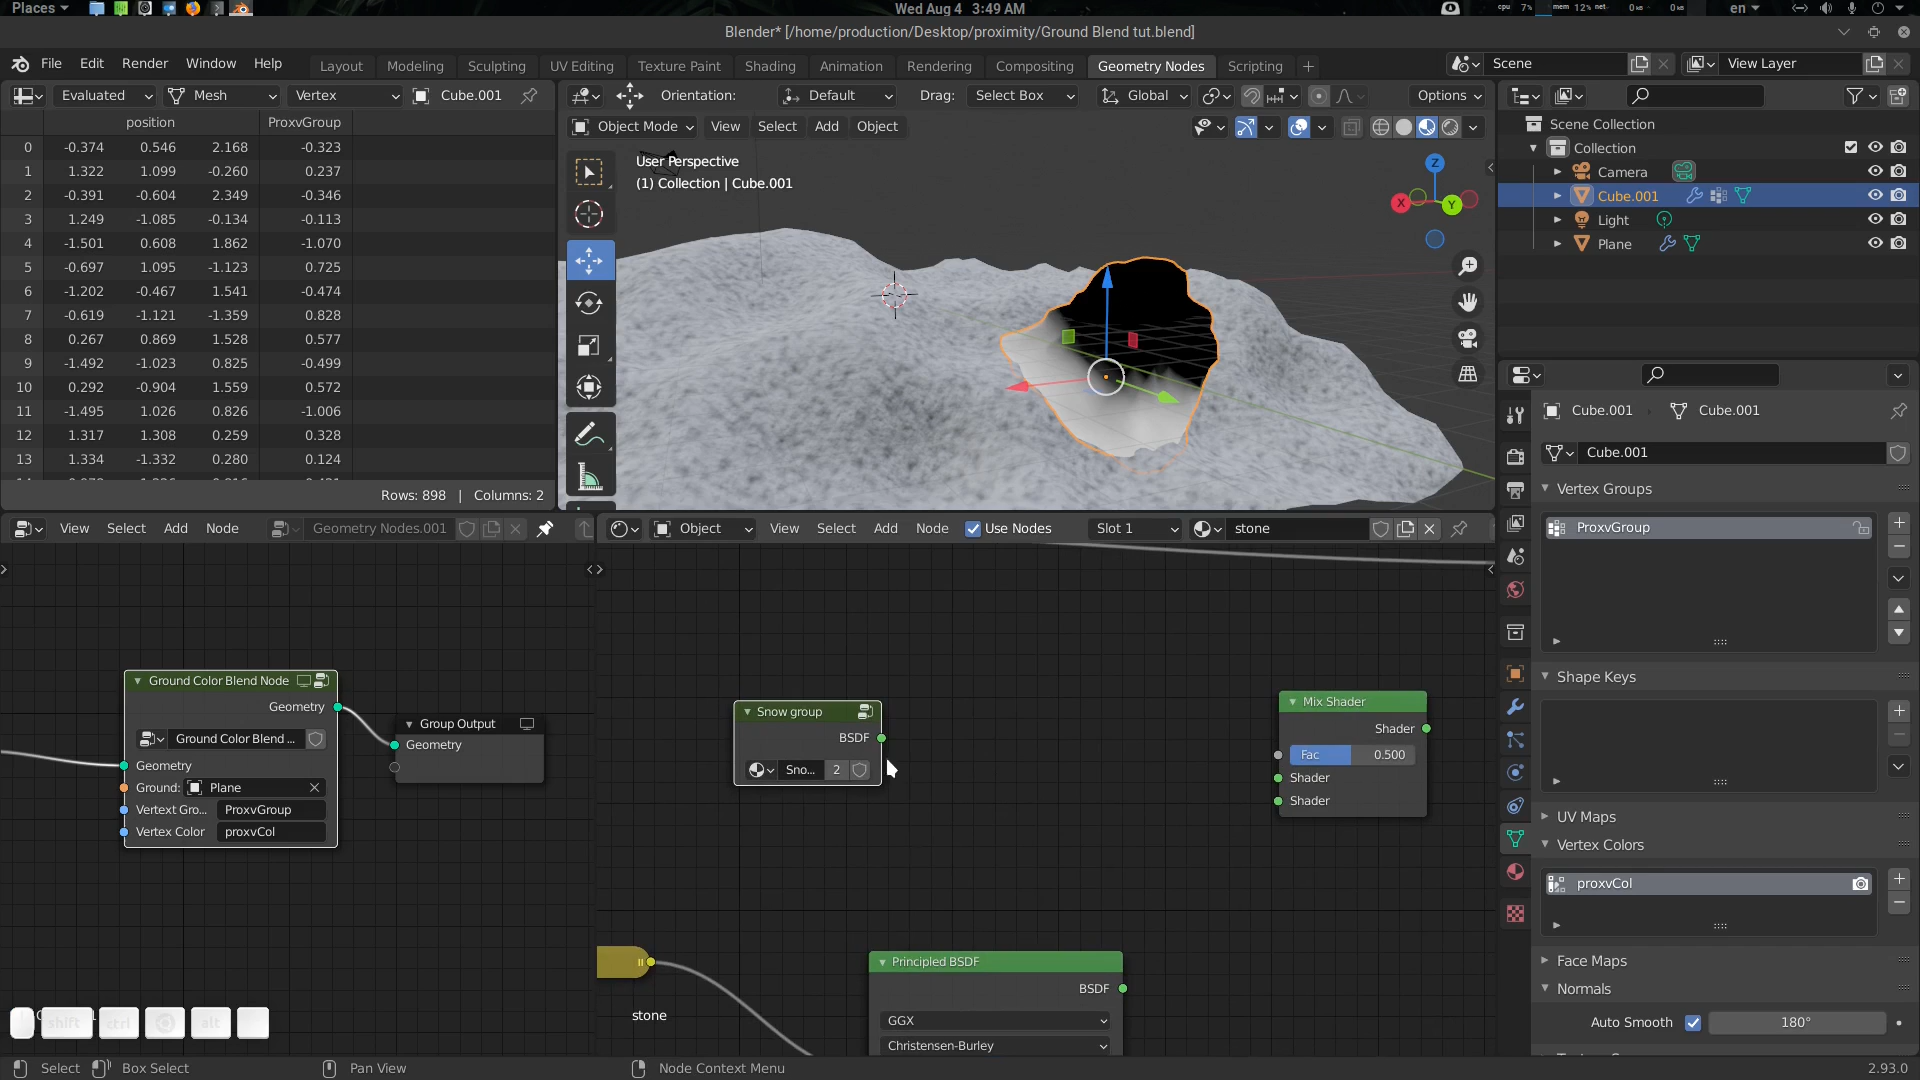 Places
Wed Aug 4 3:49 AM
cpu 7% mem 12% net
en
Blender* [/home/production/Desktop/proximity/Ground Blend tut.blend]
File Edit Render Window Help
Layout Modeling Sculpting UV Editing Texture Paint Shading Animation Rendering Compositing Geometry Nodes Scripting +
Scene
View Layer
Evaluated Mesh Vertex Cube.001
position ProxvGroup
0 -0.374 0.546 2.168 -0.323
1 1.322 1.099 -0.260 0.237
2 -0.391 -0.604 2.349 -0.346
3 1.249 -1.085 -0.134 -0.113
4 -1.501 0.608 1.862 -1.070
5 -0.697 1.095 -1.123 0.725
6 -1.202 -0.467 1.541 -0.474
7 -0.619 -1.121 -1.359 0.828
8 0.267 0.869 1.528 0.577
9 -1.492 -1.023 0.825 -0.499
10 0.292 -0.904 1.559 0.572
11 -1.495 1.026 0.826 -1.006
12 1.317 1.308 0.259 0.328
13 1.334 -1.332 0.280 0.124
Rows: 898 | Columns: 2
Orientation: Default Drag: Select Box Global Options
Object Mode View Select Add Object
User Perspective
(1) Collection | Cube.001
Z
X
Y
Scene Collection
Collection
Camera
Cube.001
Light
Plane
Cube.001 Cube.001
Cube.001
Vertex Groups
ProxvGroup
Shape Keys
UV Maps
Vertex Colors
proxvCol
Face Maps
Normals
Auto Smooth 180°
View Select Add Node Geometry Nodes.001
Ground Color Blend Node
Geometry
Ground Color Blend ...
Geometry
Ground: Plane
Vertext Gro... ProxvGroup
Vertex Color proxvCol
Group Output
Geometry
shift ctrl alt
Object View Select Add Node Use Nodes Slot 1 stone
Snow group
BSDF
Sno... 2
Mix Shader
Shader
Fac 0.500
Shader
Shader
Principled BSDF
BSDF
GGX
Christensen-Burley
stone
Select Box Select Pan View Node Context Menu
2.93.0